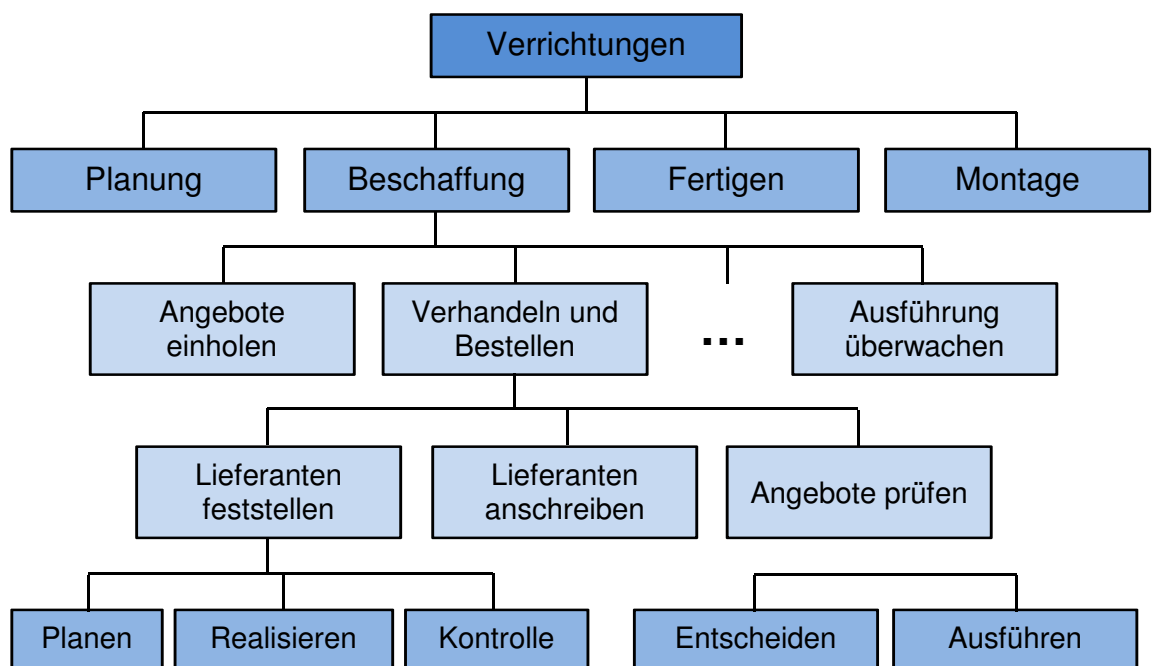 Verrichtungen
Planung
Beschaffung
Fertigen
Montage
Angebote
einholen
Verhandeln und
Bestellen
...
Ausführung
überwachen
Lieferanten
feststellen
Lieferanten
anschreiben
Angebote prüfen
Planen
Realisieren
Kontrolle
Entscheiden
Ausführen